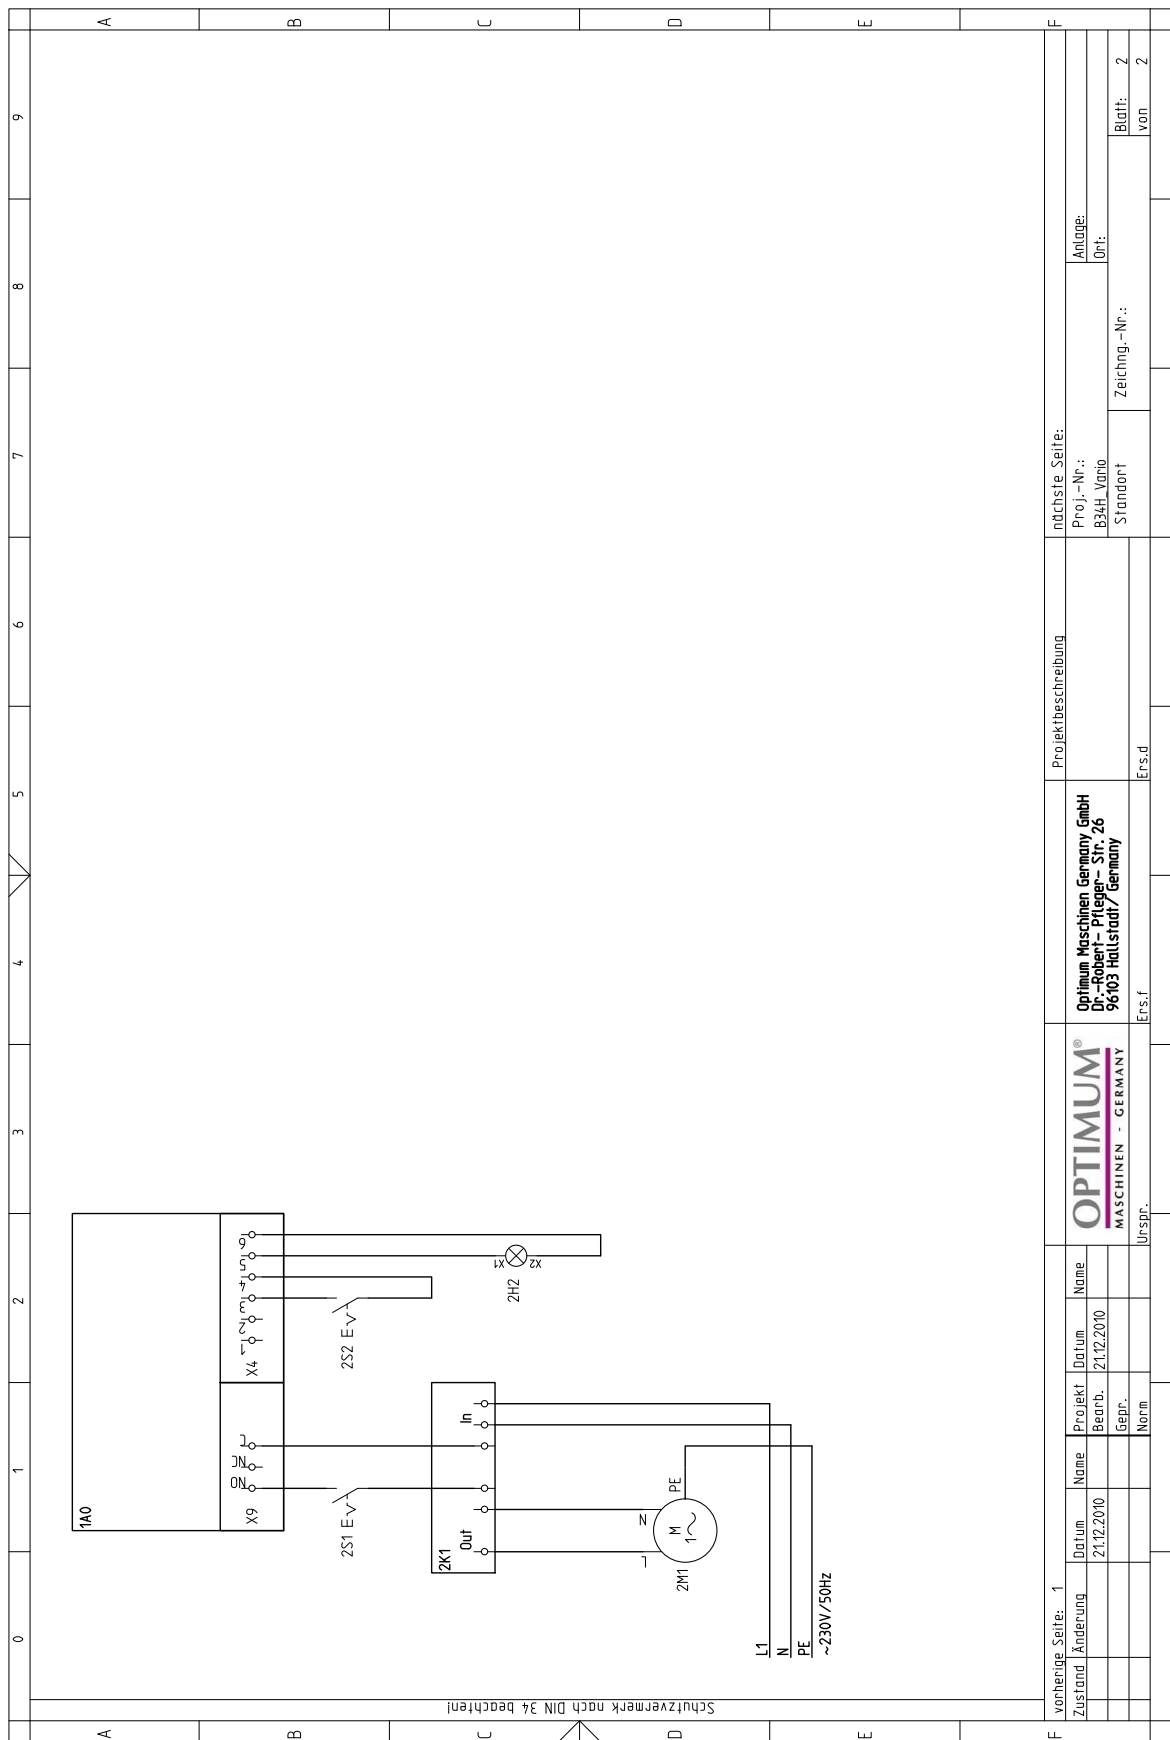 0
1
2
3
4
5
6
7
8
9
A
B
C
D
E
F
A
B
C
D
E
F
Schutzvermerk nach DIN 34 beachten!
1A0
X9
NO
NC
C
X4
1
2
3
4
5
6
2S1
2S2
2K1
Out
In
2H2
X1
X2
2M1
L
N
PE
M
1~
L1
N
PE
~230V/50Hz
vorherige Seite: 1
Projektbeschreibung
nächste Seite:
Zustand
Änderung
Datum
Name
Projekt
Datum
Name
21.12.2010
Bearb.
21.12.2010
Gepr.
Norm
Urspr.
Ers.f
Ers.d
OPTIMUM®
MASCHINEN - GERMANY
Optimum Maschinen Germany GmbH
Dr.-Robert- Pfleger- Str. 26
96103 Hallstadt/ Germany
Proj.-Nr.:
B34H_Vario
Anlage:
Ort:
Standort
Zeichng.-Nr.:
Blatt: 2
von 2